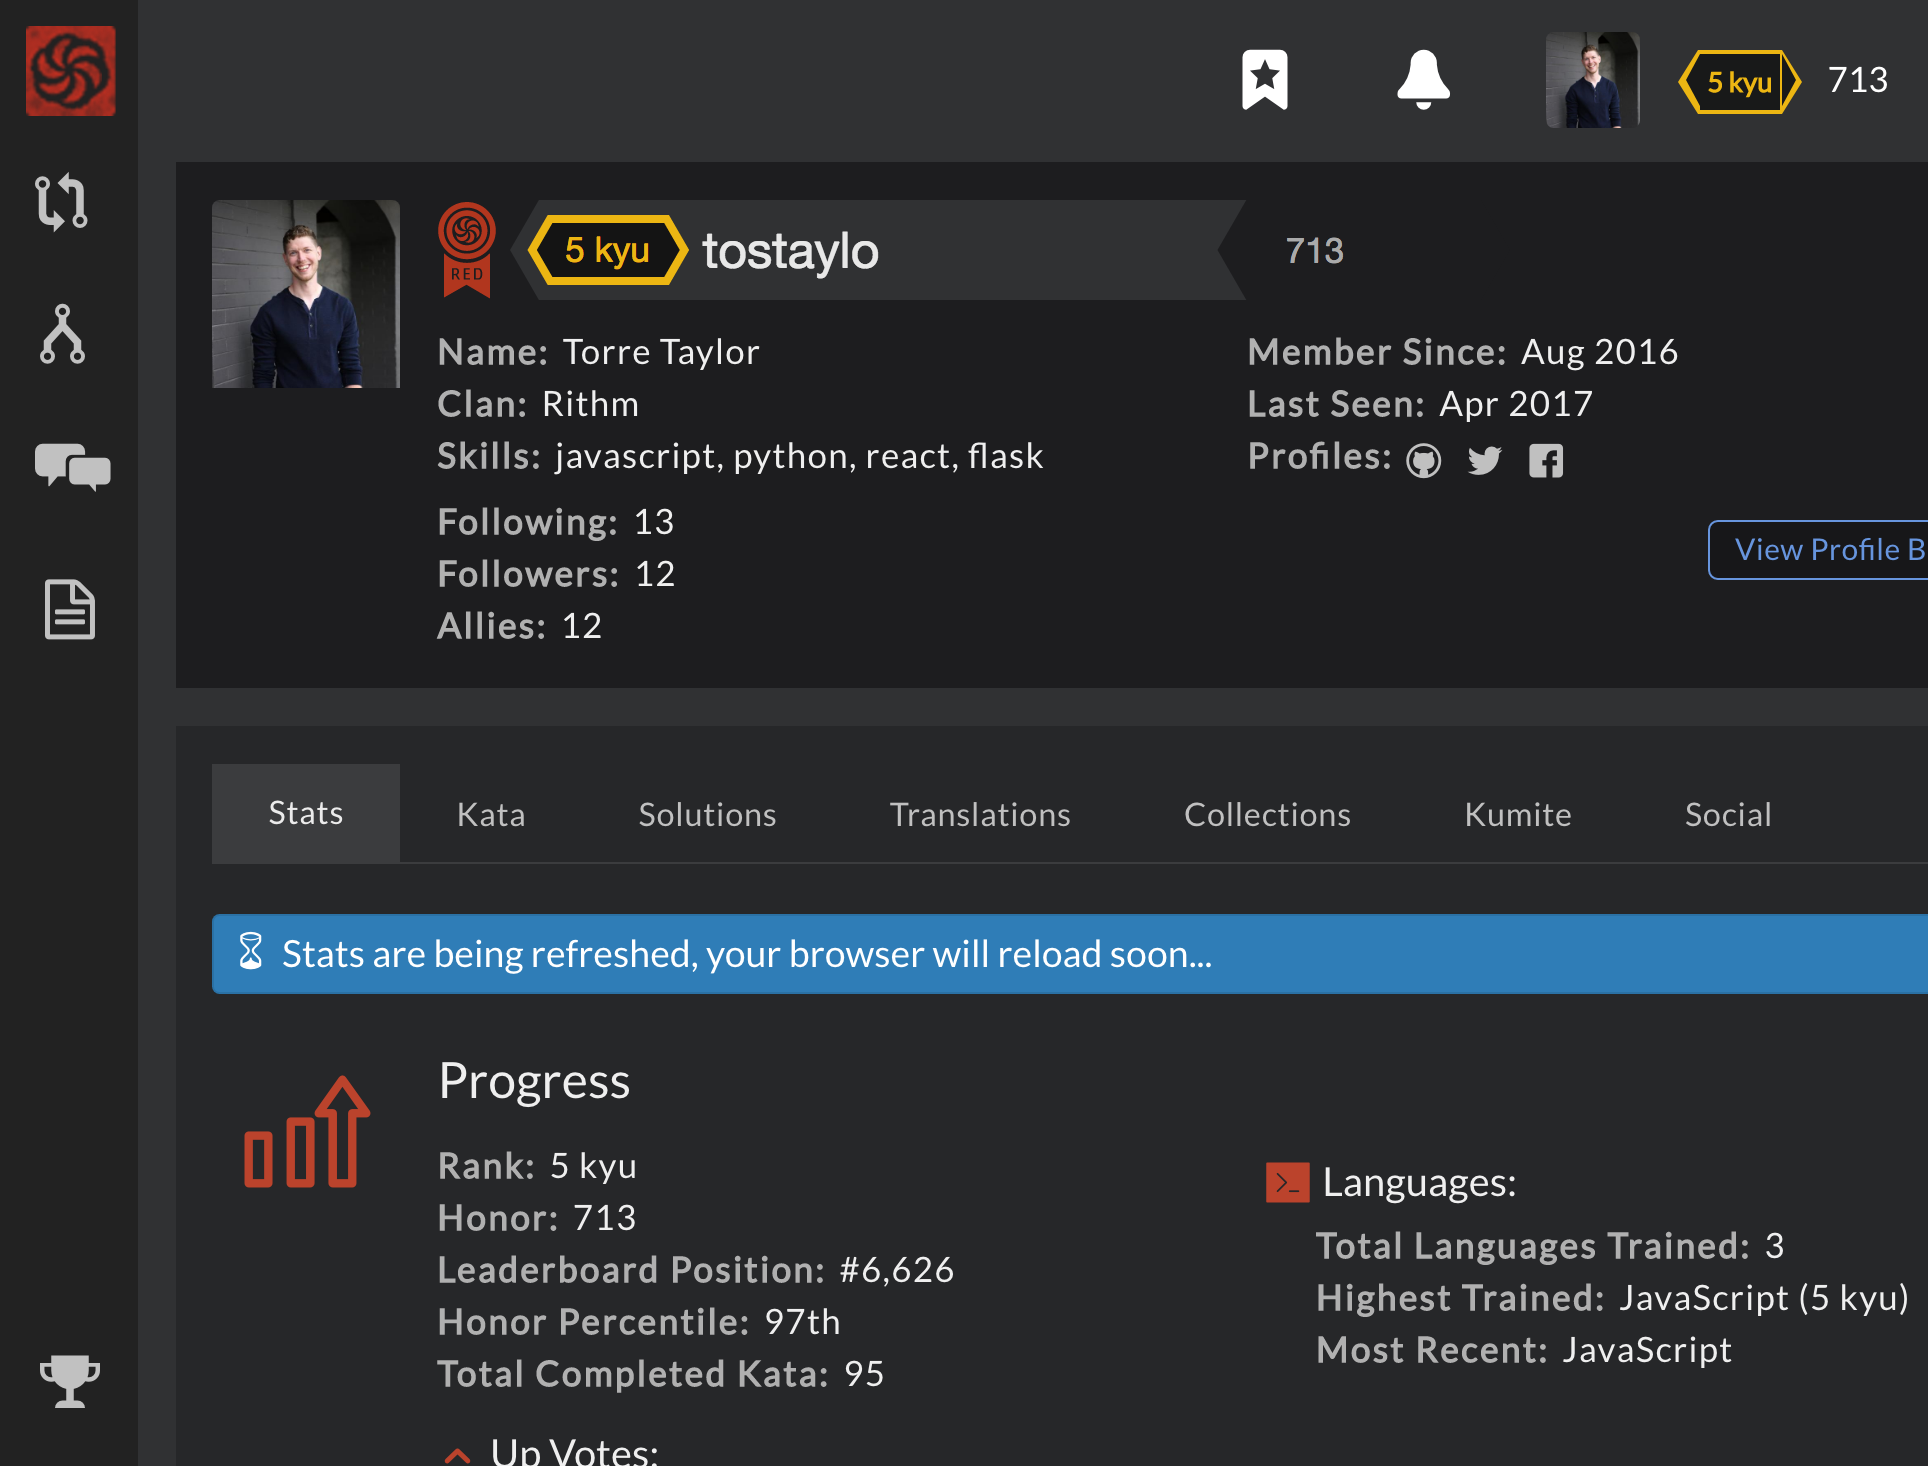 5 kyu 713
RED 5 kyu tostaylo 713
Name: Torre Taylor
Clan: Rithm
Skills: javascript, python, react, flask
Following: 13
Followers: 12
Allies: 12
Member Since: Aug 2016
Last Seen: Apr 2017
Profiles:
View Profile B
Stats Kata Solutions Translations Collections Kumite Social
Stats are being refreshed, your browser will reload soon...
Progress
Rank: 5 kyu
Honor: 713
Leaderboard Position: #6,626
Honor Percentile: 97th
Total Completed Kata: 95
Up Votes:
>_ Languages:
Total Languages Trained: 3
Highest Trained: JavaScript (5 kyu)
Most Recent: JavaScript